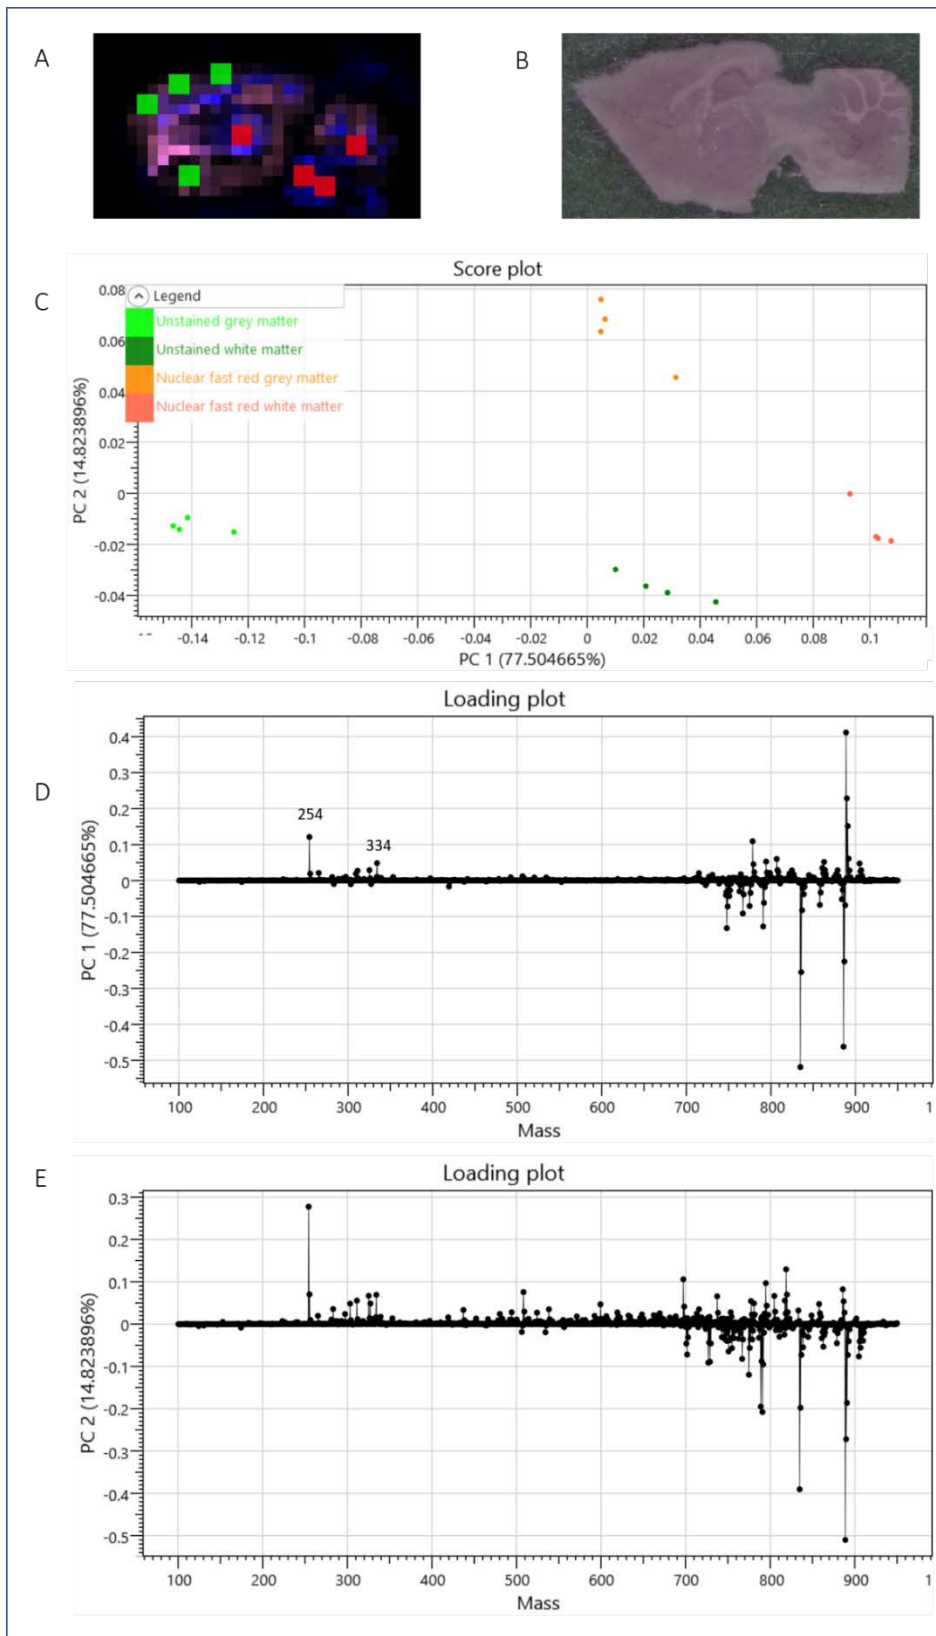 A
B
C
Score plot
Legend
Unstained grey matter
Unstained white matter
Nuclear fast red grey matter
Nuclear fast red white matter
0.08
0.06
0.04
0.02
0
-0.02
-0.04
PC 2 (14.823896%)
-0.14 -0.12 -0.1 -0.08 -0.06 -0.04 -0.02 0 0.02 0.04 0.06 0.08 0.1
PC 1 (77.504665%)
D
Loading plot
254
334
0.4
0.3
0.2
0.1
0
-0.1
-0.2
-0.3
-0.4
-0.5
PC 1 (77.504665%)
100 200 300 400 500 600 700 800 900 1
Mass
E
Loading plot
0.3
0.2
0.1
0
-0.1
-0.2
-0.3
-0.4
-0.5
PC 2 (14.823896%)
100 200 300 400 500 600 700 800 900 1
Mass